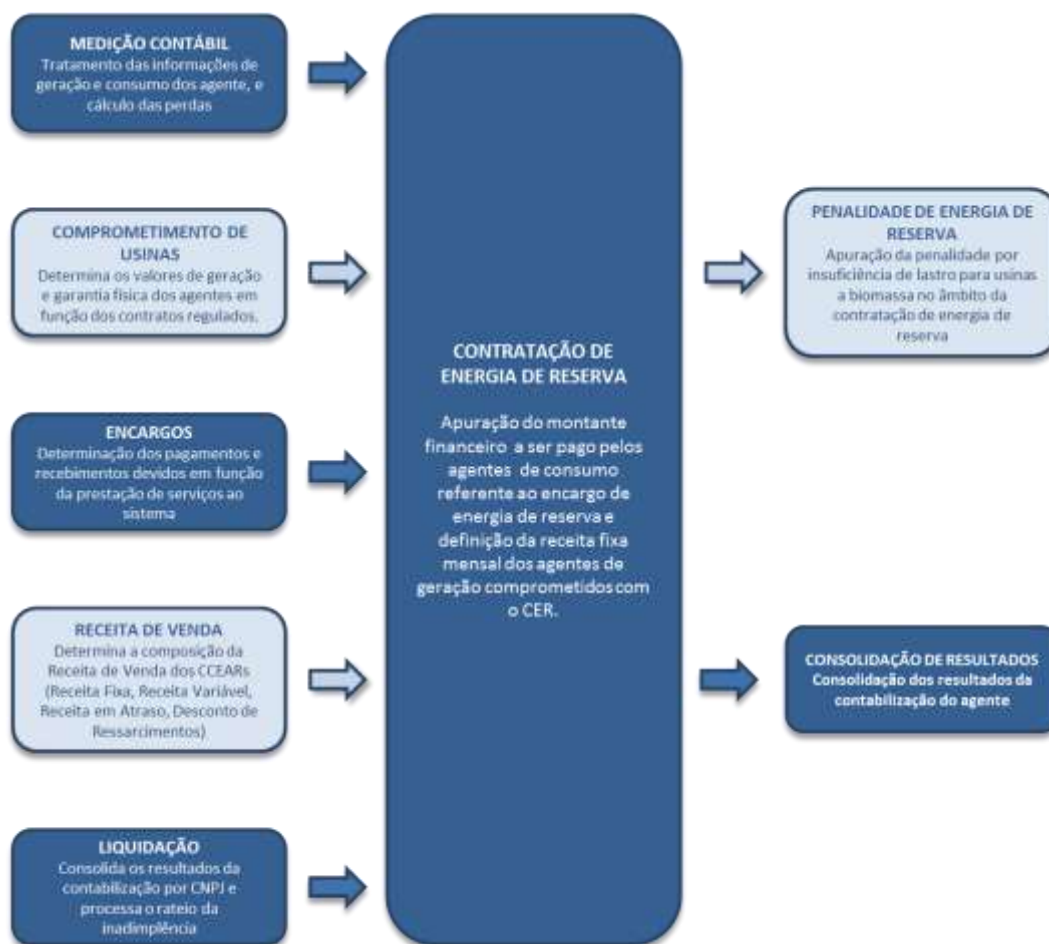 MEDIÇÃO CONTÁBIL
Tratamento das informações de
geração e consumo dos agente, e
cálculo das perdas
COMPROMETIMENTO DE
USINAS
Determina os valores de geração
e garantia física dos agentes em
função dos contratos regulados.
ENCARGOS
Determinação dos pagamentos e
recebimentos devidos em função
da prestação de serviços ao
sistema
RECEITA DE VENDA
Determina a composição da
Receita de Venda dos CCEARs
(Receita Fixa, Receita Variável,
Receita em Atraso, Desconto de
Ressarcimentos)
LIQUIDAÇÃO
Consolida os resultados da
contabilização por CNPJ e
processa o rateio da
inadimplência
CONTRATAÇÃO DE
ENERGIA DE RESERVA
Apuração do montante
financeiro a ser pago pelos
agentes de consumo
referente ao encargo de
energia de reserva e
definição da receita fixa
mensal dos agentes de
geração comprometidos com
o CER.
PENALIDADE DE ENERGIA DE
RESERVA
Apuração da penalidade por
insuficiência de lastro para usinas
a biomassa no âmbito da
contratação de energia de
reserva
CONSOLIDAÇÃO DE RESULTADOS
Consolidação dos resultados da
contabilização do agente